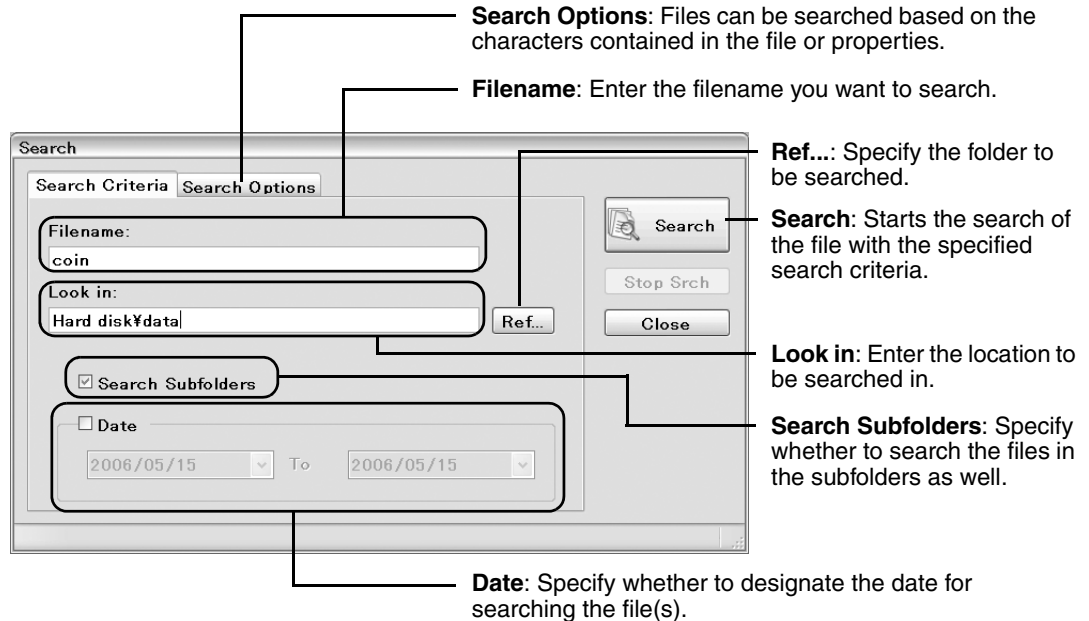 Search Options: Files can be searched based on the
characters contained in the file or properties.
Filename: Enter the filename you want to search.
Search
Search Criteria
Search Options
Filename:
coin
Look in:
Hard disk¥data
Ref...
Search Subfolders
Date
2006/05/15
To
2006/05/15
Search
Stop Srch
Close
Ref...: Specify the folder to
be searched.
Search: Starts the search of
the file with the specified
search criteria.
Look in: Enter the location to
be searched in.
Search Subfolders: Specify
whether to search the files in
the subfolders as well.
Date: Specify whether to designate the date for
searching the file(s).